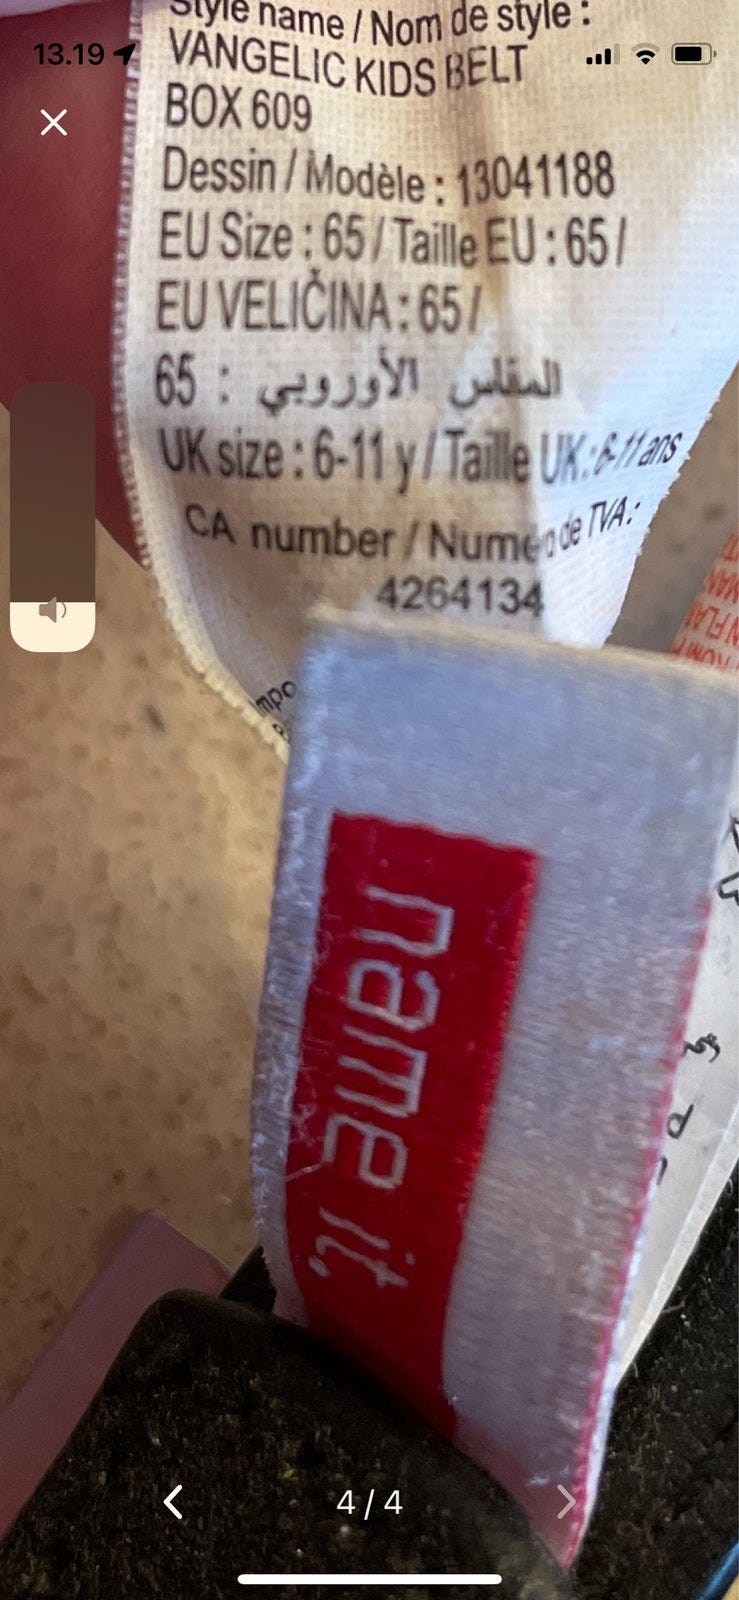 13.19
Style name / Nom de style :
VANGELIC KIDS BELT
BOX 609
Dessin / Modèle : 13041188
EU Size : 65 / Taille EU : 65 /
EU VELIČINA : 65 /
65 : المقاس الأوروبي
UK size : 6-11 y / Taille UK : 6-11 ans
CA number / Numéro de TVA :
4264134
name it.
4 / 4